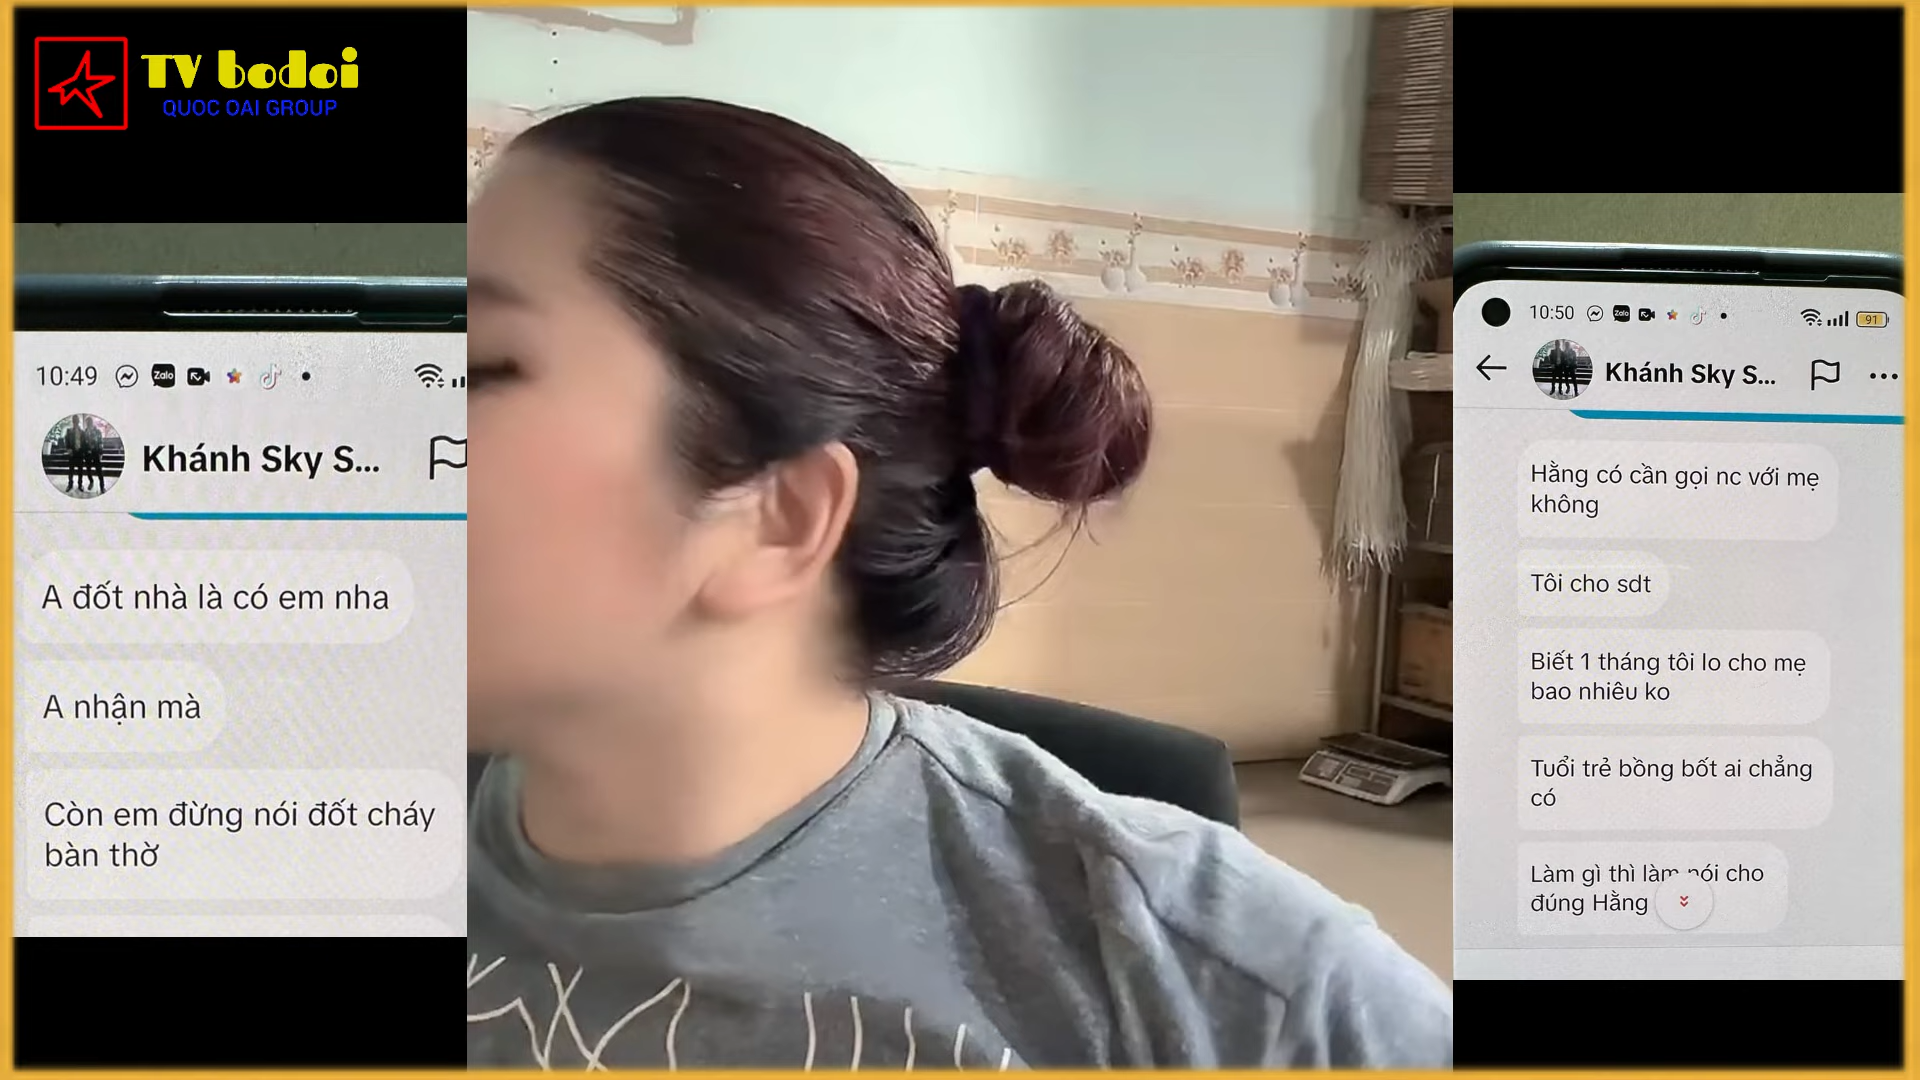 TV bodoi
QUOC OAI GROUP
10:49
Zalo
Khánh Sky S...
A đốt nhà là có em nha
A nhận mà
Còn em đừng nói đốt cháy
bàn thờ
10:50
Zalo
91
Khánh Sky S...
Hằng có cần gọi nc với mẹ
không
Tôi cho sdt
Biết 1 tháng tôi lo cho mẹ
bao nhiêu ko
Tuổi trẻ bồng bốt ai chẳng
có
Làm gì thì làm nói cho
đúng Hằng